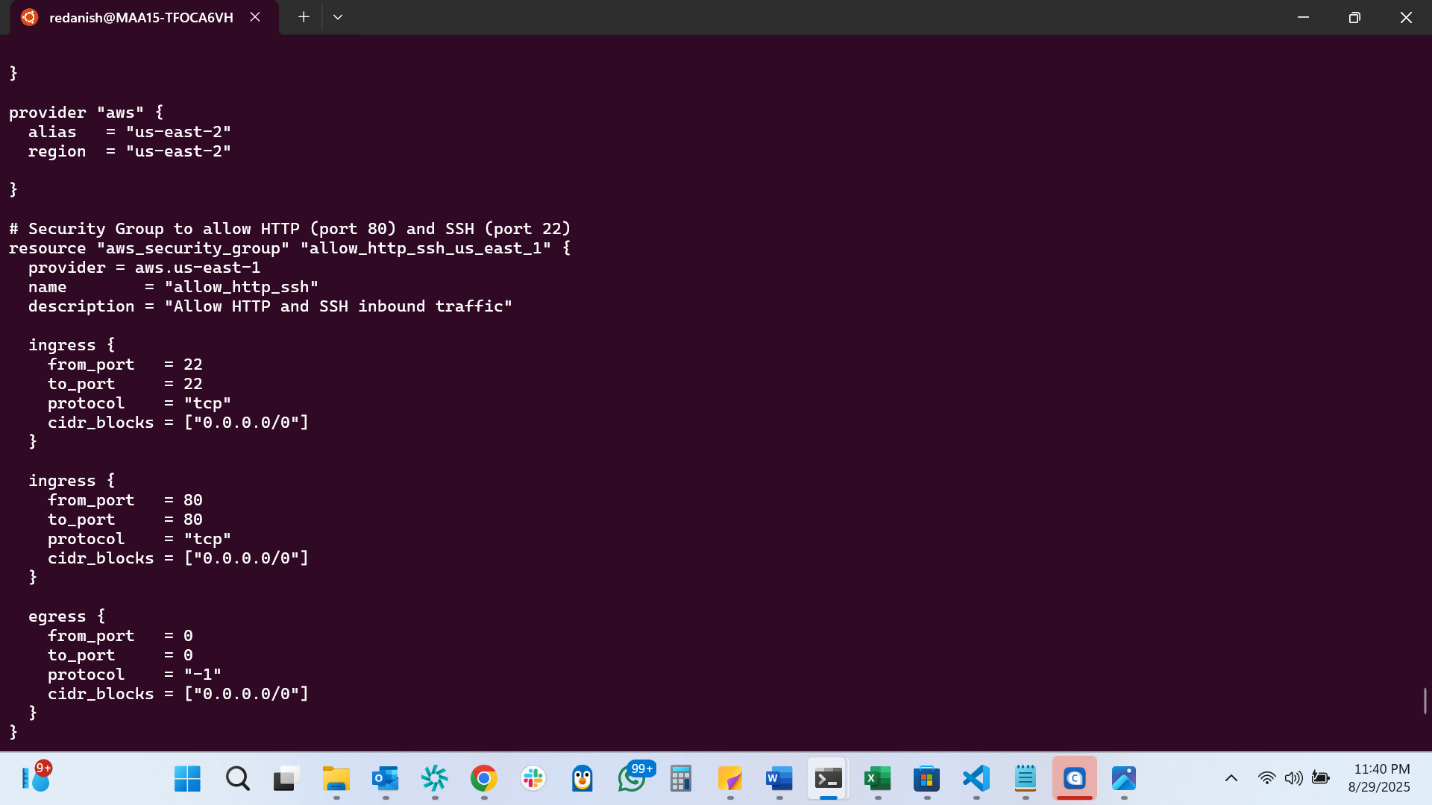 redanish@MAA15-TFOCA6VH
}
provider "aws" {
  alias   = "us-east-2"
  region  = "us-east-2"
}
# Security Group to allow HTTP (port 80) and SSH (port 22)
resource "aws_security_group" "allow_http_ssh_us_east_1" {
  provider = aws.us-east-1
  name        = "allow_http_ssh"
  description = "Allow HTTP and SSH inbound traffic"
  ingress {
    from_port   = 22
    to_port     = 22
    protocol    = "tcp"
    cidr_blocks = ["0.0.0.0/0"]
  }
  ingress {
    from_port   = 80
    to_port     = 80
    protocol    = "tcp"
    cidr_blocks = ["0.0.0.0/0"]
  }
  egress {
    from_port   = 0
    to_port     = 0
    protocol    = "-1"
    cidr_blocks = ["0.0.0.0/0"]
  }
}
9+
99+
11:40 PM
8/29/2025